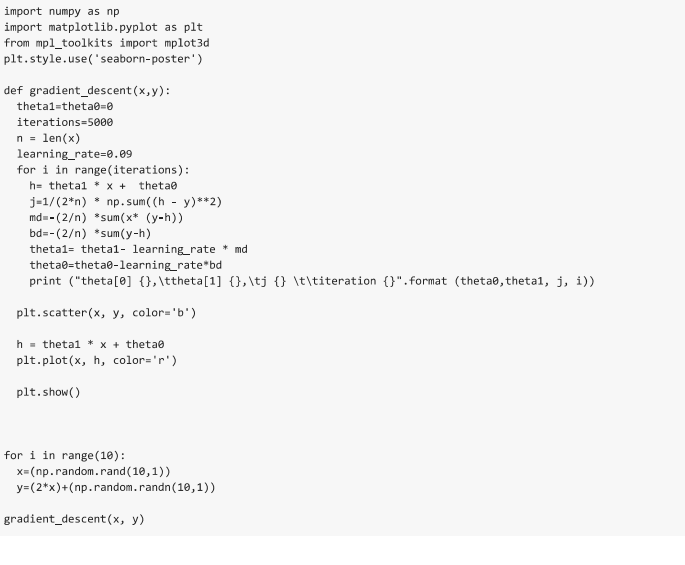 import numpy as np
import matplotlib.pyplot as plt
from mpl_toolkits import mplot3d
plt.style.use('seaborn-poster')

def gradient_descent(x,y):
  theta1=theta0=0
  iterations=5000
  n = len(x)
  learning_rate=0.09
  for i in range(iterations):
    h= theta1 * x +  theta0
    j=1/(2*n) * np.sum((h - y)**2)
    md=-(2/n) *sum(x* (y-h))
    bd=-(2/n) *sum(y-h)
    theta1= theta1- learning_rate * md
    theta0=theta0-learning_rate*bd
    print ("theta[0] {},\ttheta[1] {},\tj {} \t\titeration {}".format (theta0,theta1, j, i))

  plt.scatter(x, y, color='b')

  h = theta1 * x + theta0
  plt.plot(x, h, color='r')

  plt.show()

for i in range(10):
  x=(np.random.rand(10,1))
  y=(2*x)+(np.random.randn(10,1))

gradient_descent(x, y)